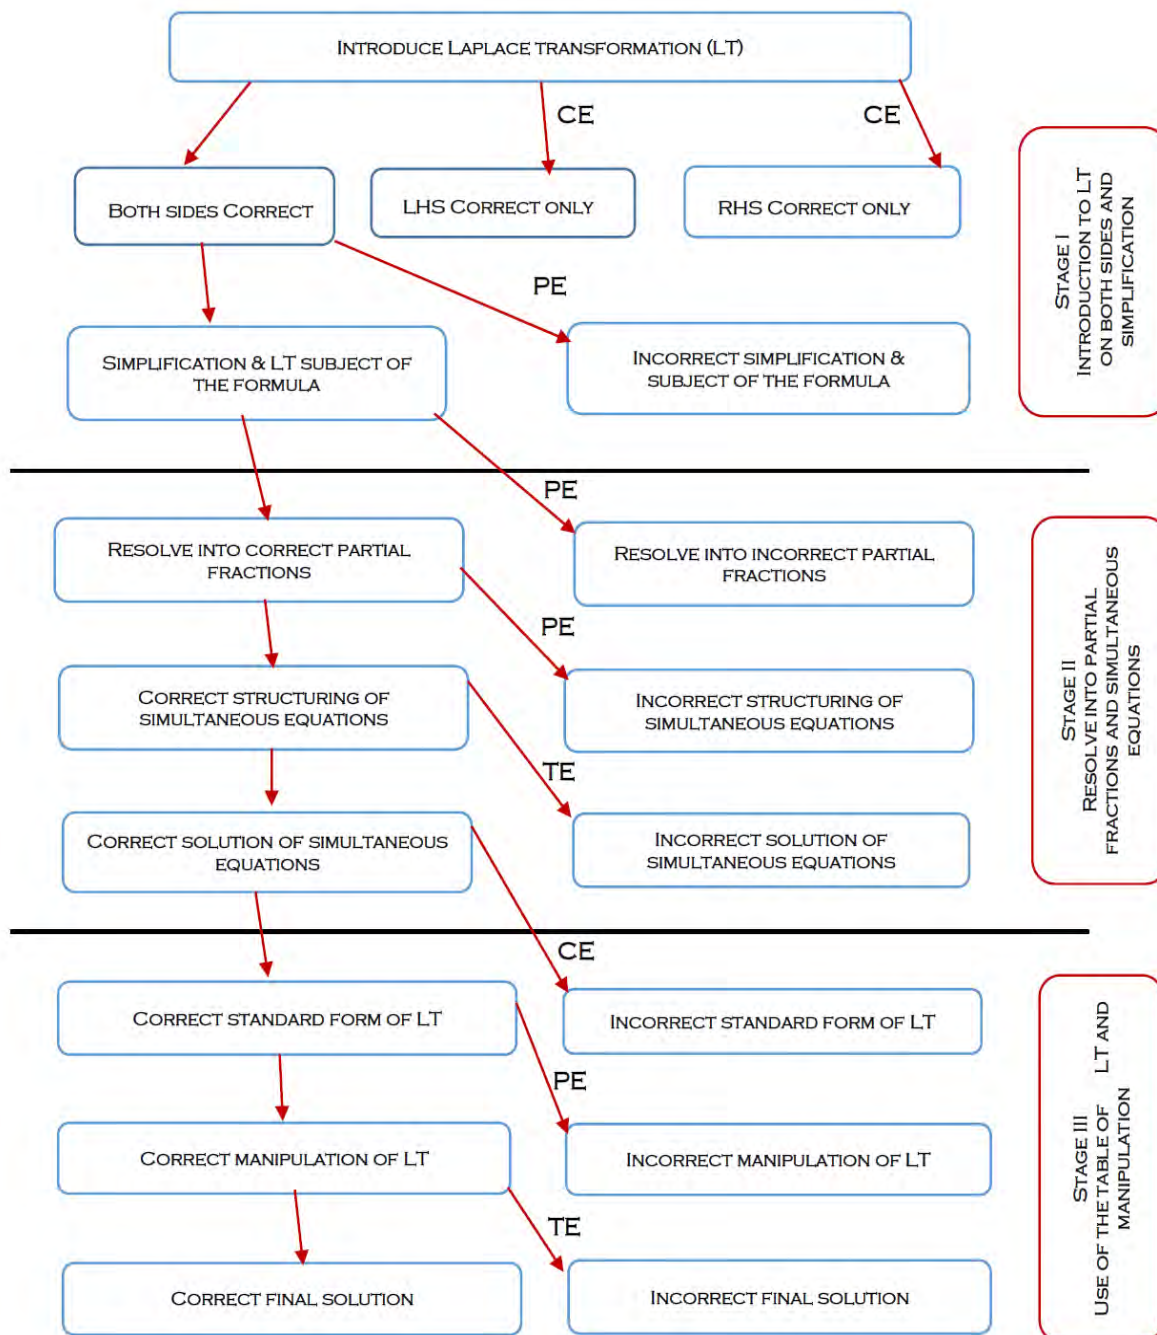 Introduce Laplace transformation (LT)
CE
CE
Both sides Correct
LHS Correct only
RHS Correct only
PE
Simplification & LT subject of
the formula
Incorrect simplification &
subject of the formula
Stage I
Introduction to LT
on both sides and
simplification
PE
Resolve into correct partial
fractions
Resolve into incorrect partial
fractions
PE
Correct structuring of
simultaneous equations
Incorrect structuring of
simultaneous equations
TE
Correct solution of simultaneous
equations
Incorrect solution of
simultaneous equations
Stage II
Resolve into partial
fractions and simultaneous
equations
CE
Correct standard form of LT
Incorrect standard form of LT
PE
Correct manipulation of LT
Incorrect manipulation of LT
TE
Correct final solution
Incorrect final solution
Stage III
Use of the table of LT and
manipulation